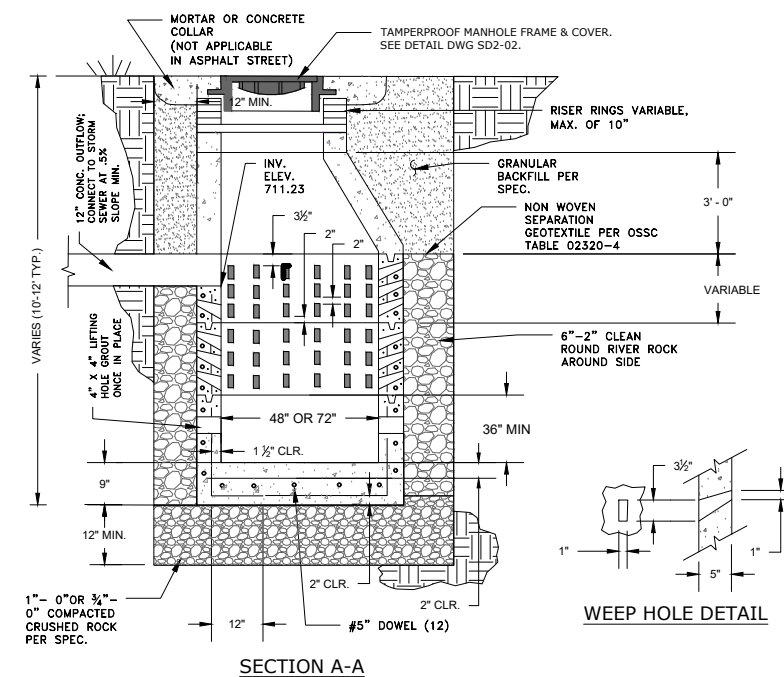 MORTAR OR CONCRETE
COLLAR
(NOT APPLICABLE
IN ASPHALT STREET)
TAMPERPROOF MANHOLE FRAME & COVER.
SEE DETAIL DWG SD2-02.
12" MIN.
RISER RINGS VARIABLE,
MAX. OF 10"
12" CONC. OUTFLOW;
CONNECT TO STORM
SEWER AT .5%
SLOPE MIN.
INV.
ELEV.
711.23
GRANULAR
BACKFILL PER
SPEC.
3' - 0"
NON WOVEN
SEPARATION
GEOTEXTILE PER OSSC
TABLE 02320-4
3½"
2"
2"
VARIABLE
VARIES (10'-12' TYP.)
4" X 4" LIFTING
HOLE GROUT
ONCE IN PLACE
6"-2" CLEAN
ROUND RIVER ROCK
AROUND SIDE
48" OR 72"
36" MIN
1 ½" CLR.
9"
12" MIN.
2" CLR.
2" CLR.
1"- 0"OR ¾"-
0" COMPACTED
CRUSHED ROCK
PER SPEC.
12"
#5" DOWEL (12)
SECTION A-A
3½"
1"
1"
5"
WEEP HOLE DETAIL